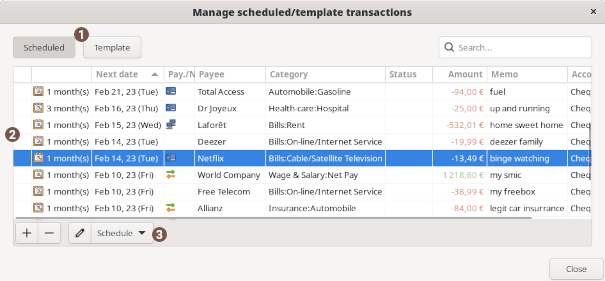 Manage scheduled/template transactions
1
Scheduled Template Search...
2
Next date Pay./N Payee Category Status Amount Memo Acco
1 month(s) Feb 21, 23 (Tue) Total Access Automobile:Gasoline -94,00 € fuel Cheq
3 month(s) Feb 16, 23 (Thu) Dr Joyeux Health-care:Hospital -25,00 € up and running Cheq
1 month(s) Feb 15, 23 (Wed) Laforêt Bills:Rent -532,01 € home sweet home Cheq
1 month(s) Feb 14, 23 (Tue) Deezer Bills:On-line/Internet Service -19,99 € deezer family Cheq
1 month(s) Feb 14, 23 (Tue) Netflix Bills:Cable/Satellite Television -13,49 € binge watching Cheq
1 month(s) Feb 10, 23 (Fri) World Company Wage & Salary:Net Pay 1 218,60 € my smic Cheq
1 month(s) Feb 10, 23 (Fri) Free Telecom Bills:On-line/Internet Service -38,99 € my freebox Cheq
1 month(s) Feb 10, 23 (Fri) Allianz Insurance:Automobile -84,00 € legit car insurrance Cheq
Schedule 3
Close